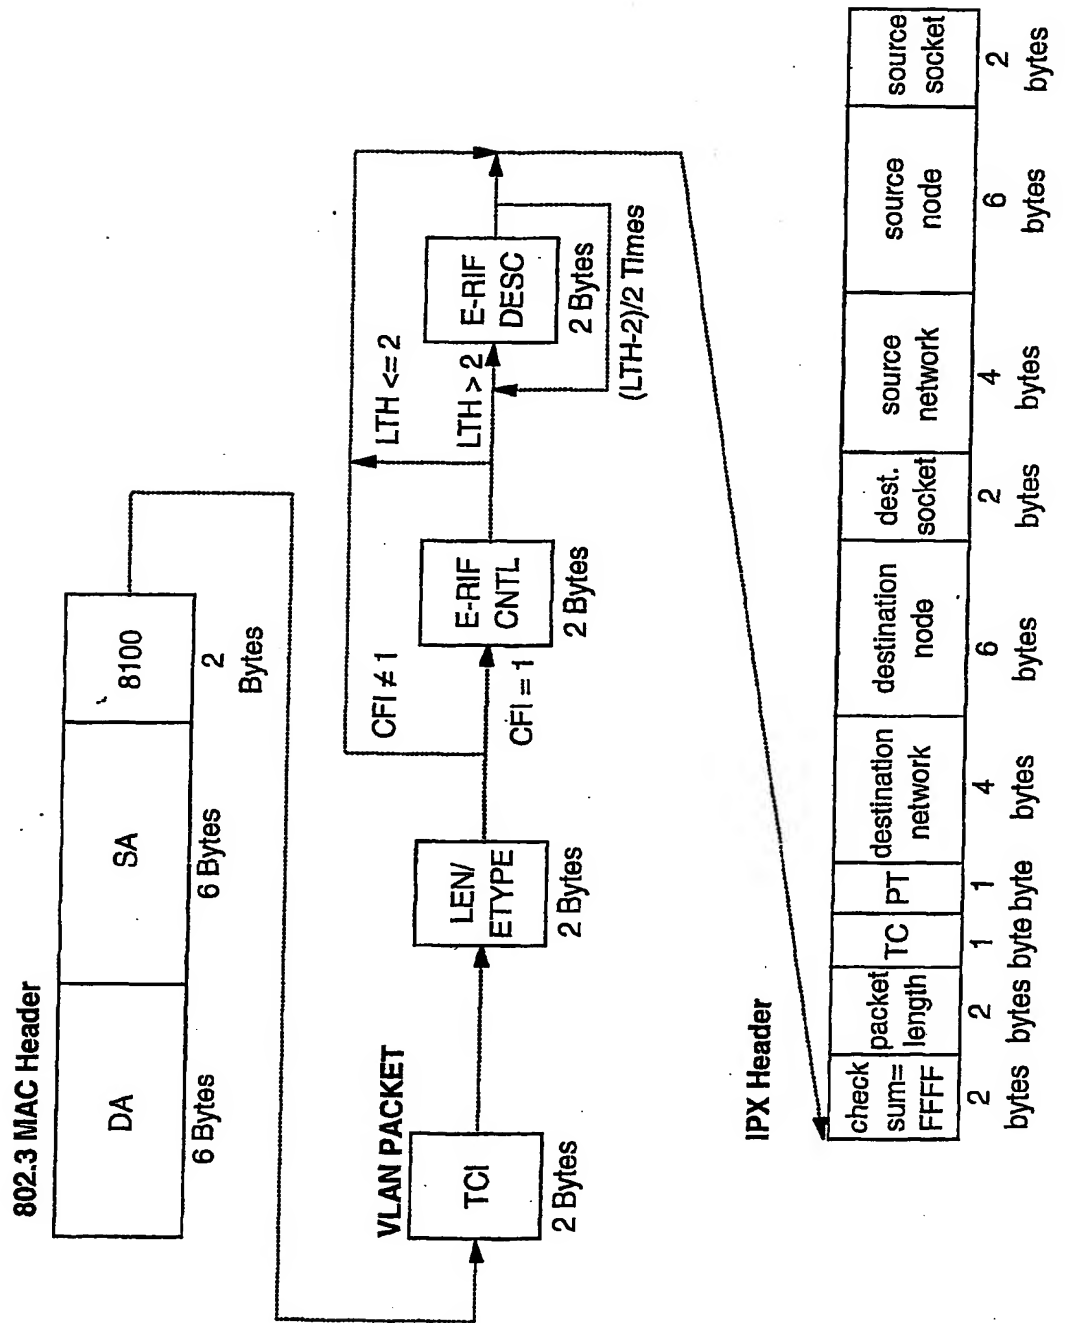 802.3 MAC Header
DA
SA
8100
6 Bytes
6 Bytes
2
Bytes
VLAN PACKET
TCI
2 Bytes
LEN/
ETYPE
2 Bytes
CFI ≠ 1
CFI = 1
E-RIF
CNTL
2 Bytes
LTH <= 2
LTH > 2
E-RIF
DESC
2 Bytes
(LTH-2)/2 Times
IPX Header
check
sum=
FFFF
packet
length
TC
PT
destination
network
destination
node
dest.
socket
source
network
source
node
source
socket
2
bytes
2
bytes
1
byte
1
byte
4
bytes
6
bytes
2
bytes
4
bytes
6
bytes
2
bytes